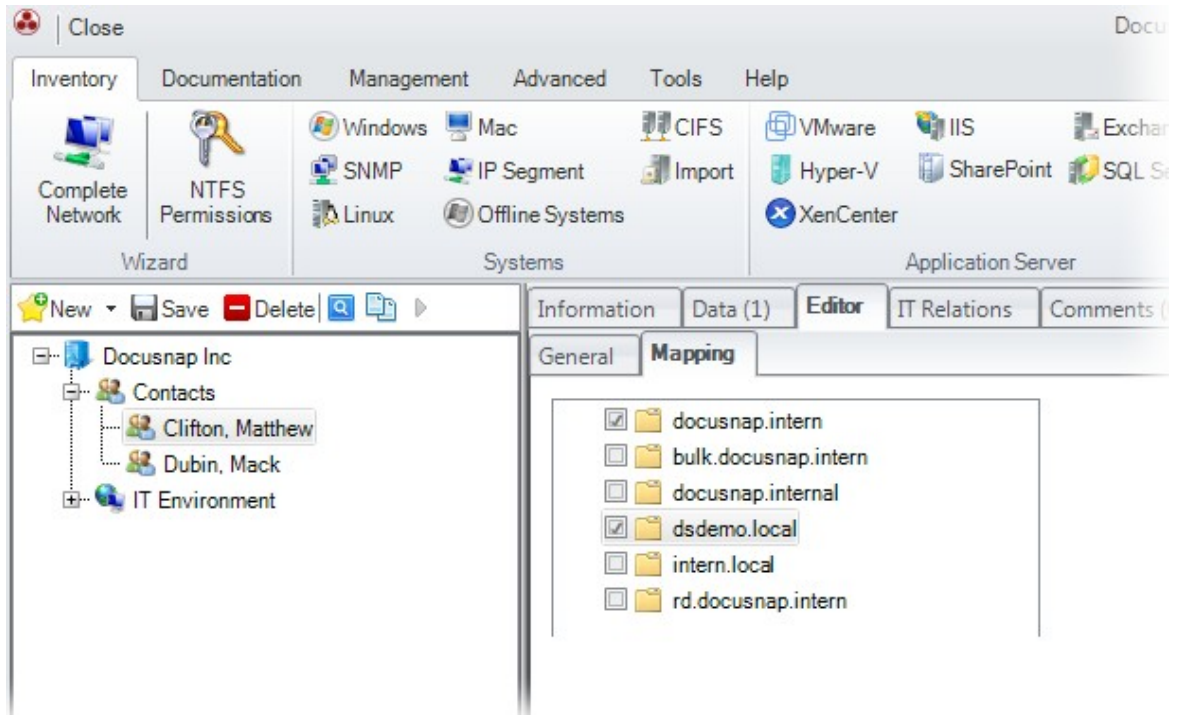 Close
Inventory Documentation Management Advanced Tools Help
Windows Mac CIFS VMware IIS
Complete Network NTFS Permissions SNMP IP Segment Import Hyper-V SharePoint SQL
Linux Offline Systems XenCenter
Wizard Systems Application Server
New Save Delete Information Data (1) Editor IT Relations Comments
General Mapping
Docusnap Inc
Contacts
Clifton, Matthew
Dubin, Mack
IT Environment
docusnap.intern
bulk.docusnap.intern
docusnap.internal
dsdemo.local
intern.local
rd.docusnap.intern